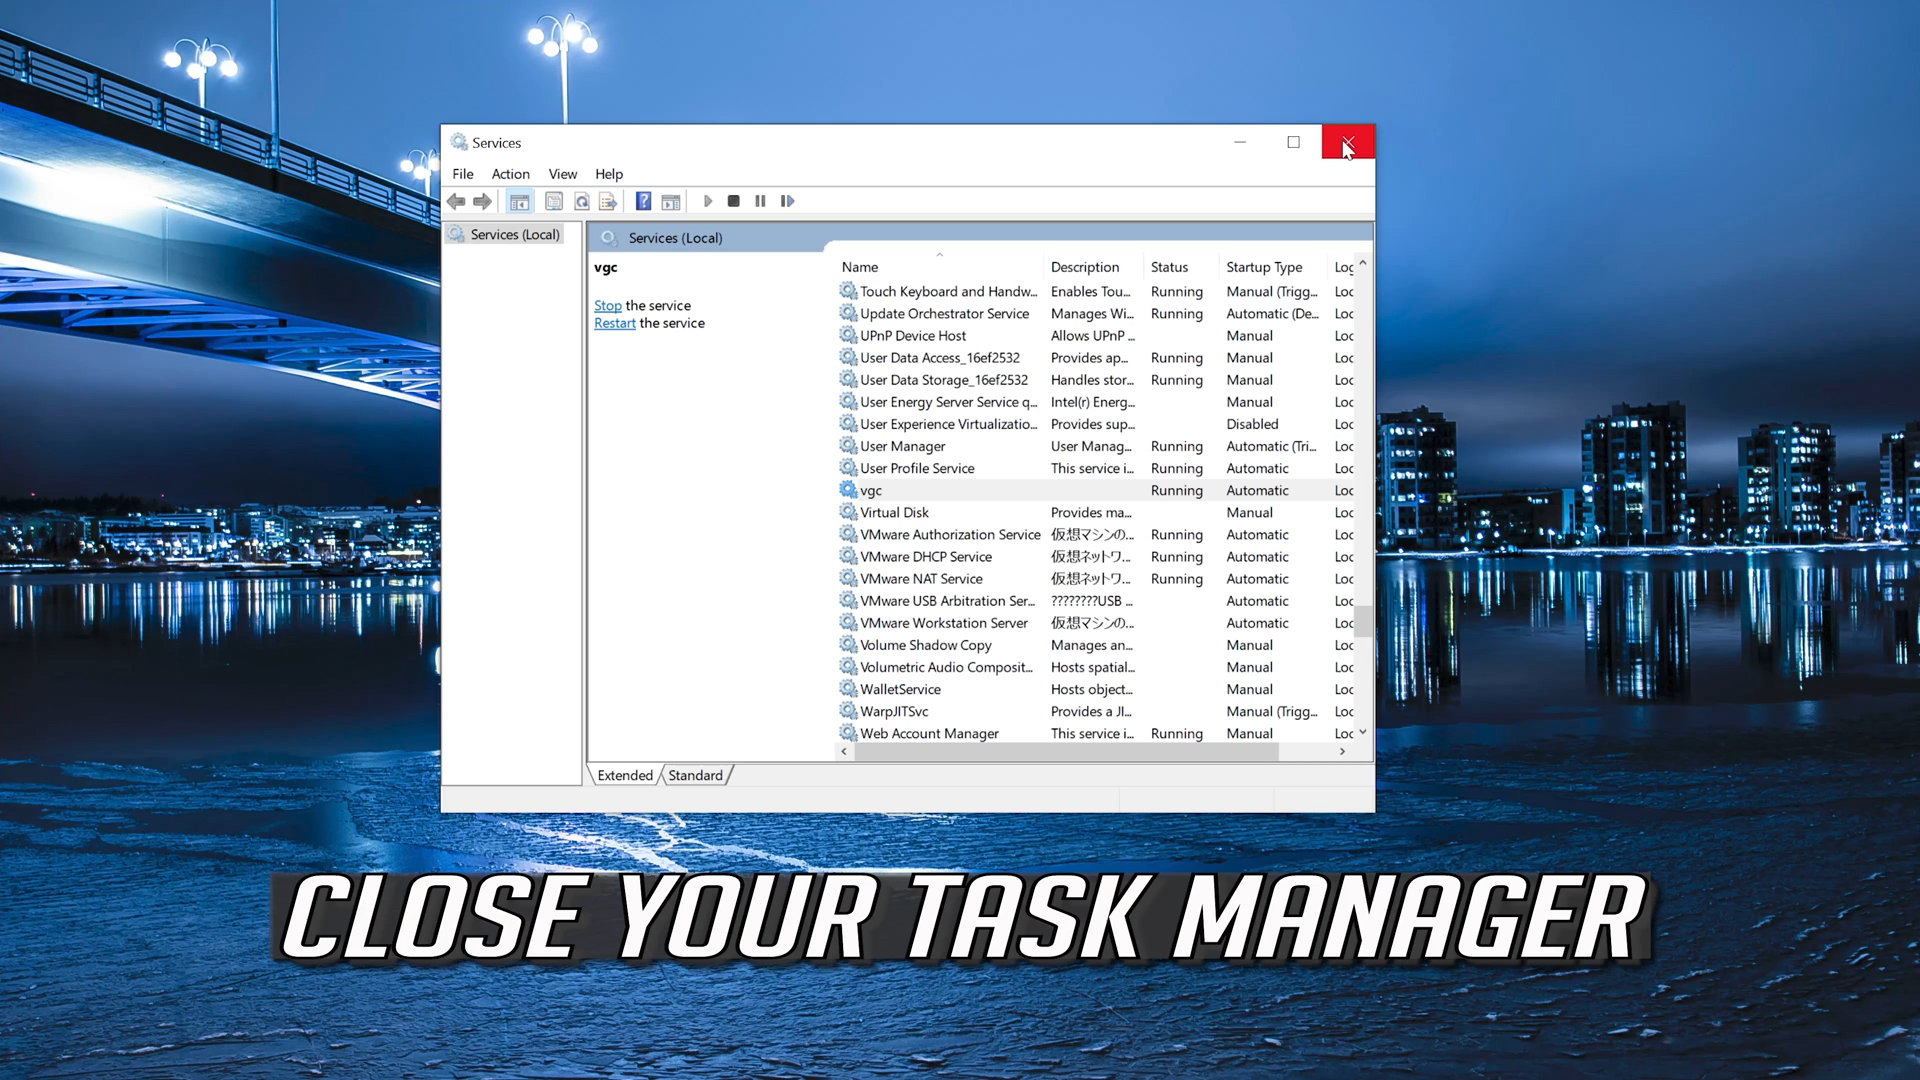 Services
File Action View Help
Services (Local)
Services (Local)
vgc
Stop the service
Restart the service
Name Description Status Startup Type Log
Touch Keyboard and Handw... Enables Tou... Running Manual (Trigg... Loc
Update Orchestrator Service Manages Wi... Running Automatic (De... Loc
UPnP Device Host Allows UPnP ... Manual Loc
User Data Access_16ef2532 Provides ap... Running Manual Loc
User Data Storage_16ef2532 Handles stor... Running Manual Loc
User Energy Server Service q... Intel(r) Energ... Manual Loc
User Experience Virtualizatio... Provides sup... Disabled Loc
User Manager User Manag... Running Automatic (Tri... Loc
User Profile Service This service i... Running Automatic Loc
vgc Running Automatic Loc
Virtual Disk Provides ma... Manual Loc
VMware Authorization Service 仮想マシンの... Running Automatic Loc
VMware DHCP Service 仮想ネットワ... Running Automatic Loc
VMware NAT Service 仮想ネットワ... Running Automatic Loc
VMware USB Arbitration Ser... ????????USB ... Automatic Loc
VMware Workstation Server 仮想マシンの... Automatic Loc
Volume Shadow Copy Manages an... Manual Loc
Volumetric Audio Composit... Hosts spatial... Manual Loc
WalletService Hosts object... Manual Loc
WarpJITSvc Provides a JI... Manual (Trigg... Loc
Web Account Manager This service i... Running Manual Loc
Extended Standard
CLOSE YOUR TASK MANAGER